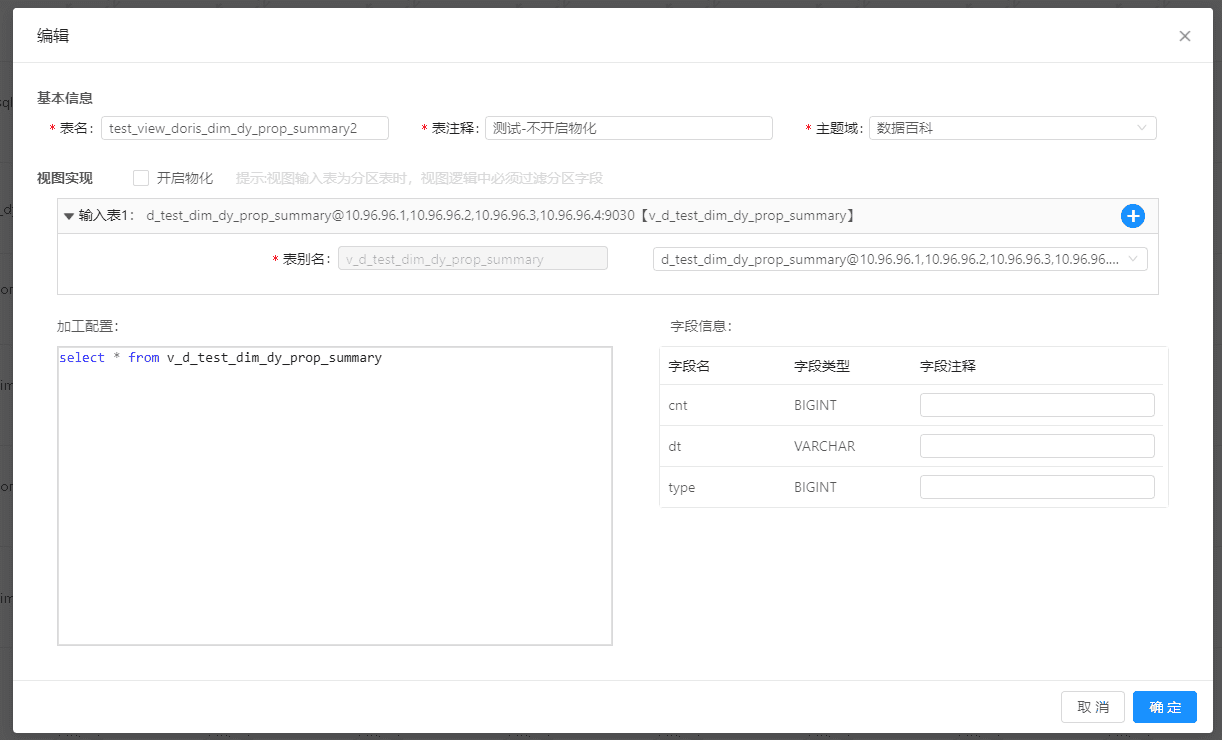 编辑
基本信息
* 表名： test_view_doris_dim_dy_prop_summary2 * 表注释： 测试-不开启物化 * 主题域： 数据百科
视图实现 开启物化 提示:视图输入表为分区表时，视图逻辑中必须过滤分区字段
输入表1： d_test_dim_dy_prop_summary@10.96.96.1,10.96.96.2,10.96.96.3,10.96.96.4:9030【v_d_test_dim_dy_prop_summary】
* 表别名： v_d_test_dim_dy_prop_summary d_test_dim_dy_prop_summary@10.96.96.1,10.96.96.2,10.96.96.3,10.96.96....
加工配置： 字段信息：
select * from v_d_test_dim_dy_prop_summary
字段名 字段类型 字段注释
cnt BIGINT
dt VARCHAR
type BIGINT
取 消 确 定